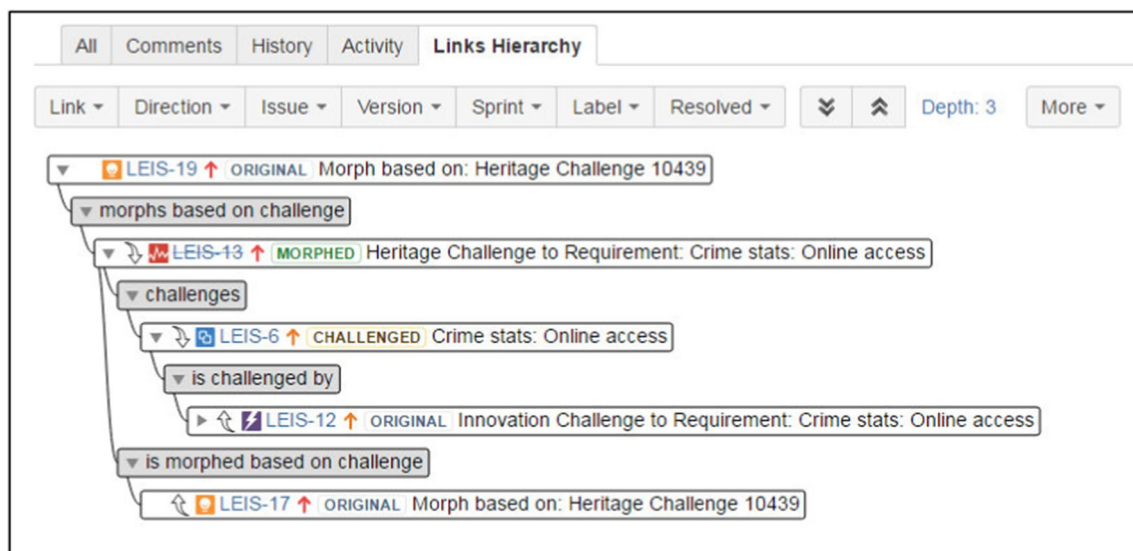 All Comments History Activity Links Hierarchy
Link Direction Issue Version Sprint Label Resolved Depth: 3 More
LEIS-19 ORIGINAL Morph based on: Heritage Challenge 10439
morphs based on challenge
LEIS-13 MORPHED Heritage Challenge to Requirement: Crime stats: Online access
challenges
LEIS-6 CHALLENGED Crime stats: Online access
is challenged by
LEIS-12 ORIGINAL Innovation Challenge to Requirement: Crime stats: Online access
is morphed based on challenge
LEIS-17 ORIGINAL Morph based on: Heritage Challenge 10439